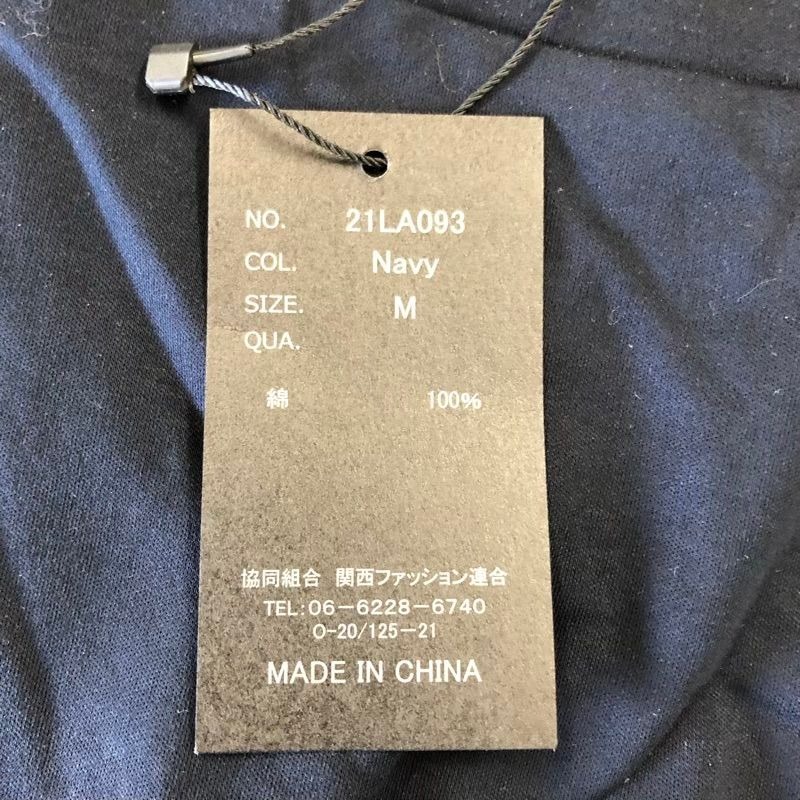 NO. 21LA093
COL. Navy
SIZE. M
QUA.
綿 100%
協同組合 関西ファッション連合
TEL:06-6228-6740
O-20/125-21
MADE IN CHINA